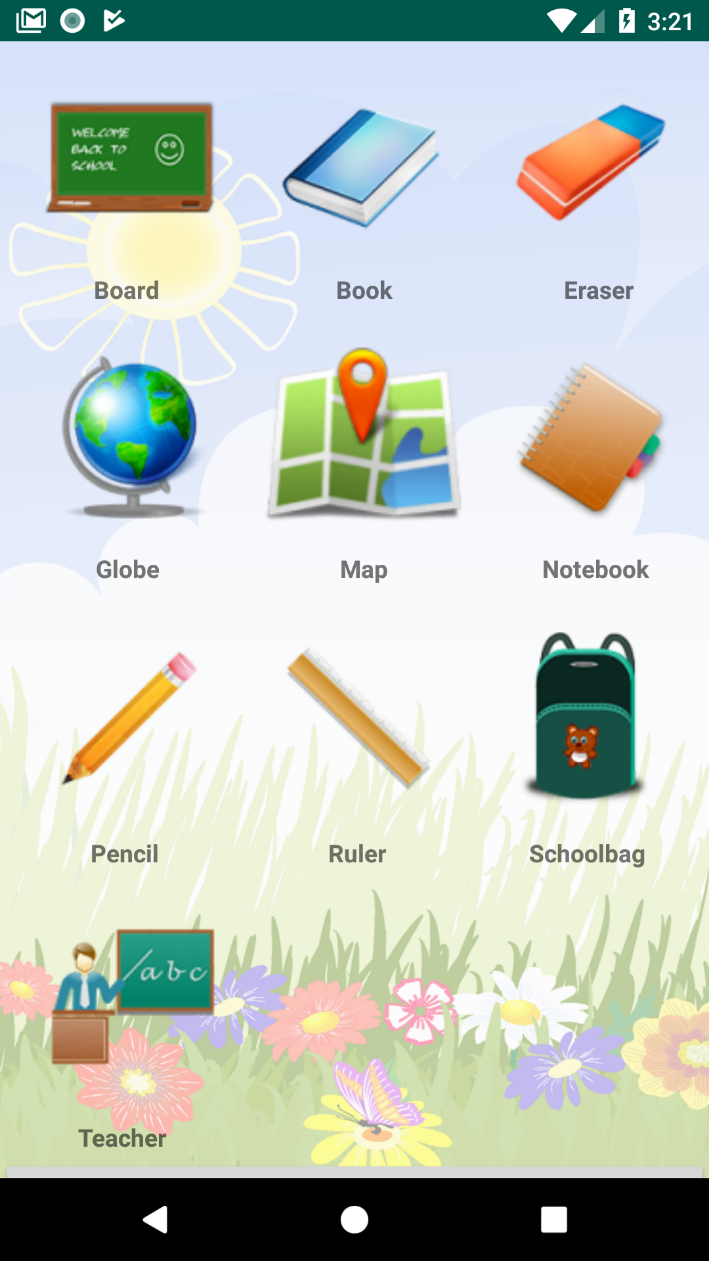 3:21
WELCOME
BACK TO
SCHOOL
Board
Book
Eraser
Globe
Map
Notebook
Pencil
Ruler
Schoolbag
abc
Teacher